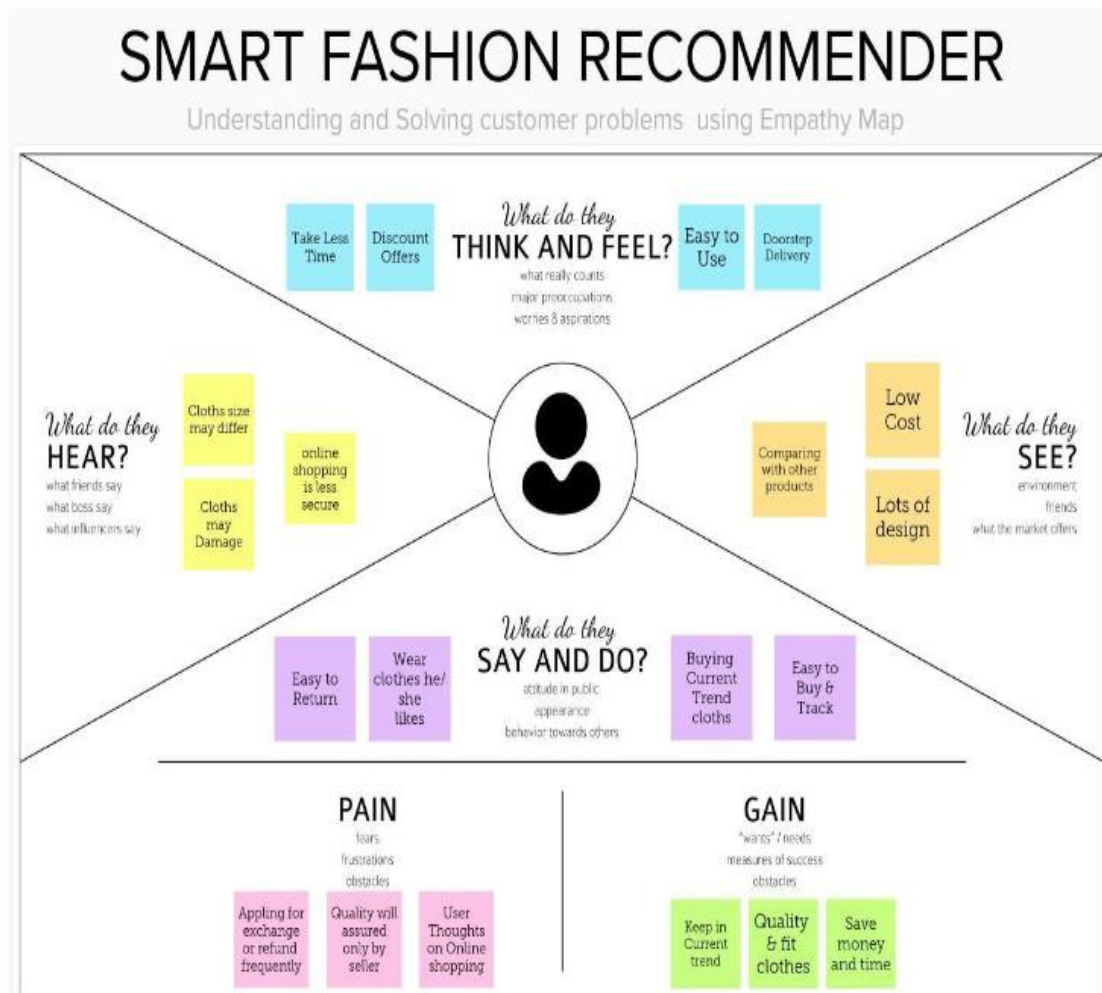 SMART FASHION RECOMMENDER
Understanding and Solving customer problems using Empathy Map
What do they
THINK AND FEEL?
what really counts
major preoccupations
worries & aspirations
Take Less
Time
Discount
Offers
Easy to
Use
Doorstep
Delivery
What do they
HEAR?
what friends say
what boss say
what influencers say
Cloths size
may differ
Cloths
may
Damage
online
shopping
is less
secure
Comparing
with other
products
Low
Cost
Lots of
design
What do they
SEE?
environment
friends
what the market offers
Easy to
Return
Wear
clothes he/
she
likes
What do they
SAY AND DO?
attitude in public
appearance
behavior towards others
Buying
Current
Trend
cloths
Easy to
Buy &
Track
PAIN
fears
frustrations
obstacles
Appling for
exchange
or refund
frequently
Quality will
assured
only by
seller
User
Thoughts
on Online
shopping
GAIN
"wants" / needs
measures of success
obstacles
Keep in
Current
trend
Quality
& fit
clothes
Save
money
and time